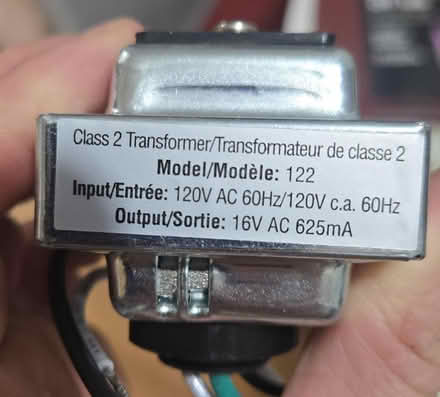 Class 2 Transformer/Transformateur de classe 2
Model/Modèle: 122
Input/Entrée: 120V AC 60Hz/120V c.a. 60Hz
Output/Sortie: 16V AC 625mA